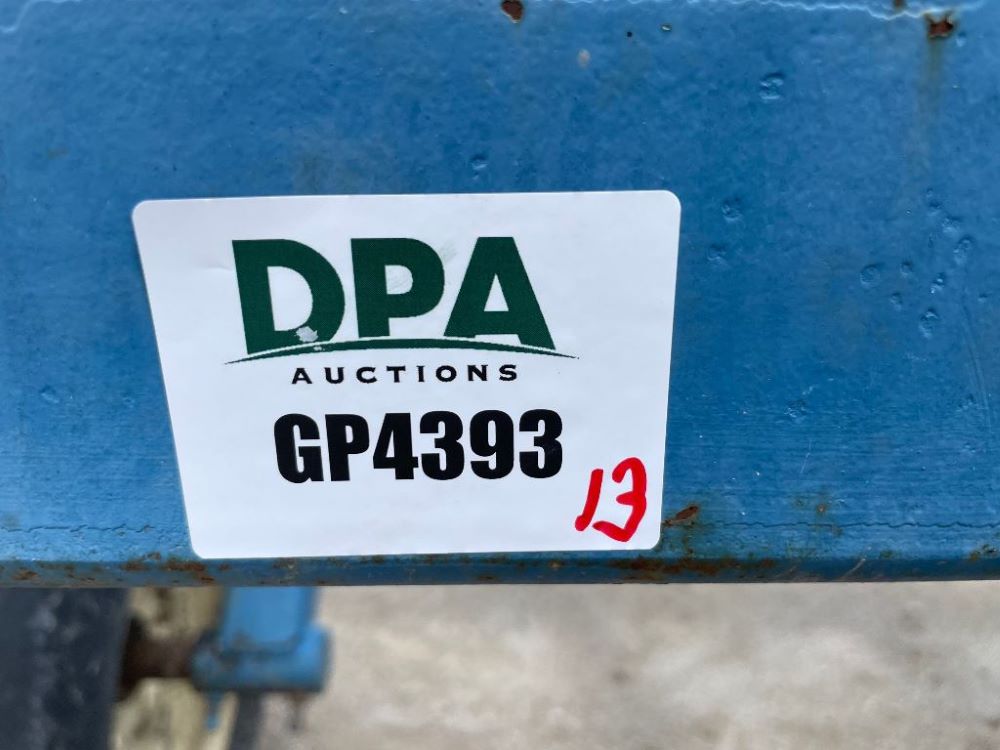 DPA
AUCTIONS
GP4393
13